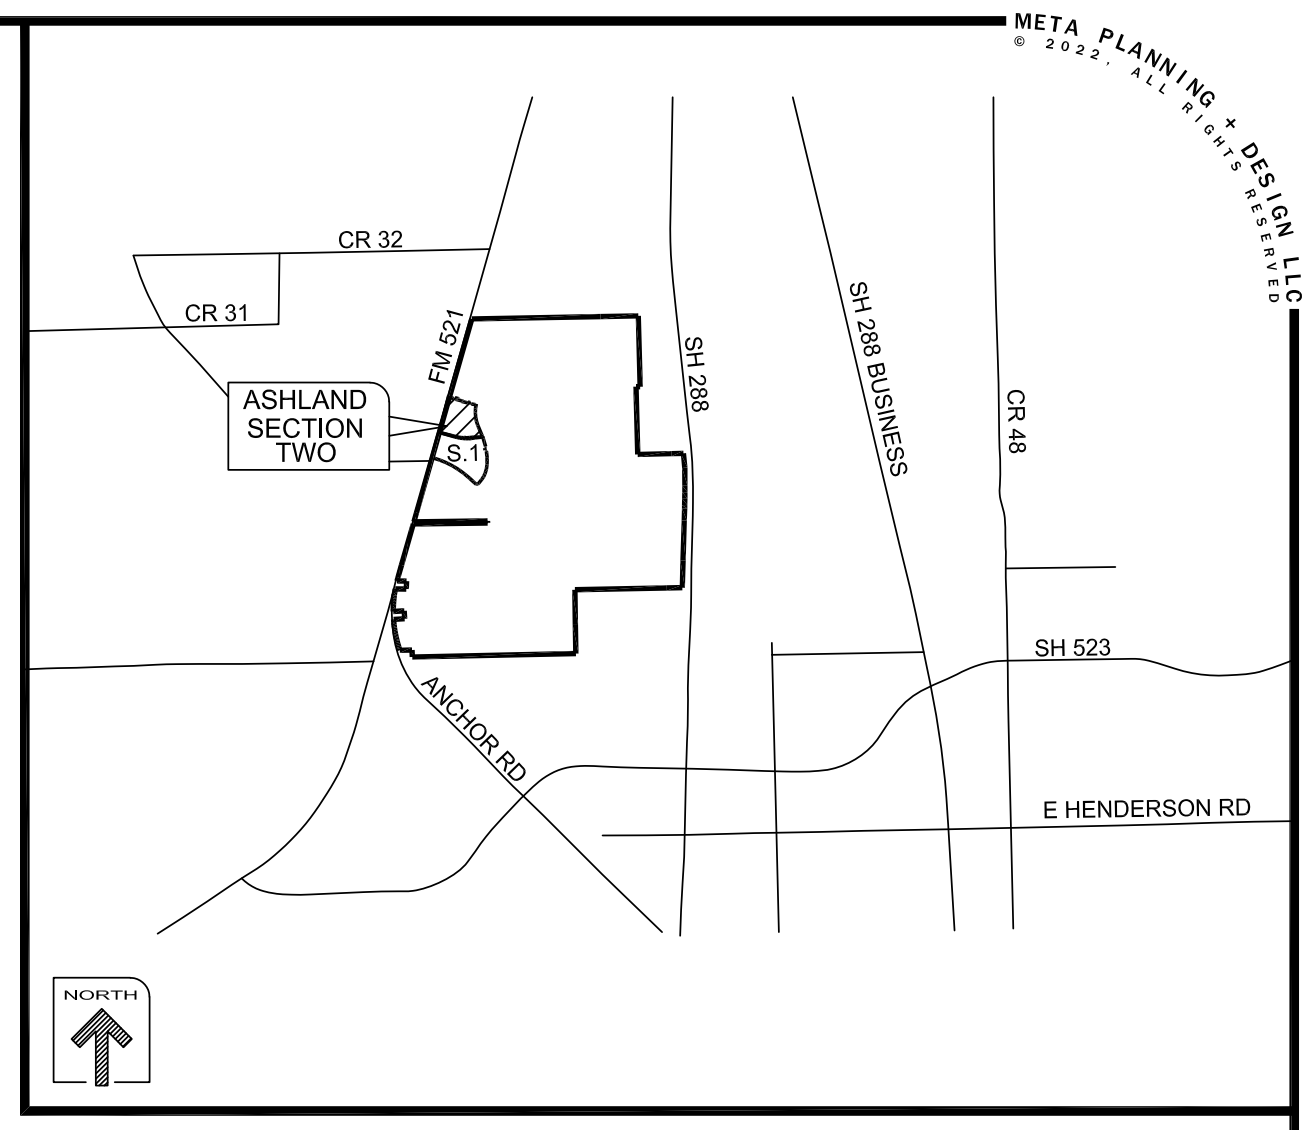 META PLANNING + DESIGN LLC
© 2022, ALL RIGHTS RESERVED
CR 32
CR 31
FM 521
SH 288
SH 288 BUSINESS
CR 48
ASHLAND
SECTION
TWO
S.1
SH 523
ANCHOR RD
E HENDERSON RD
NORTH